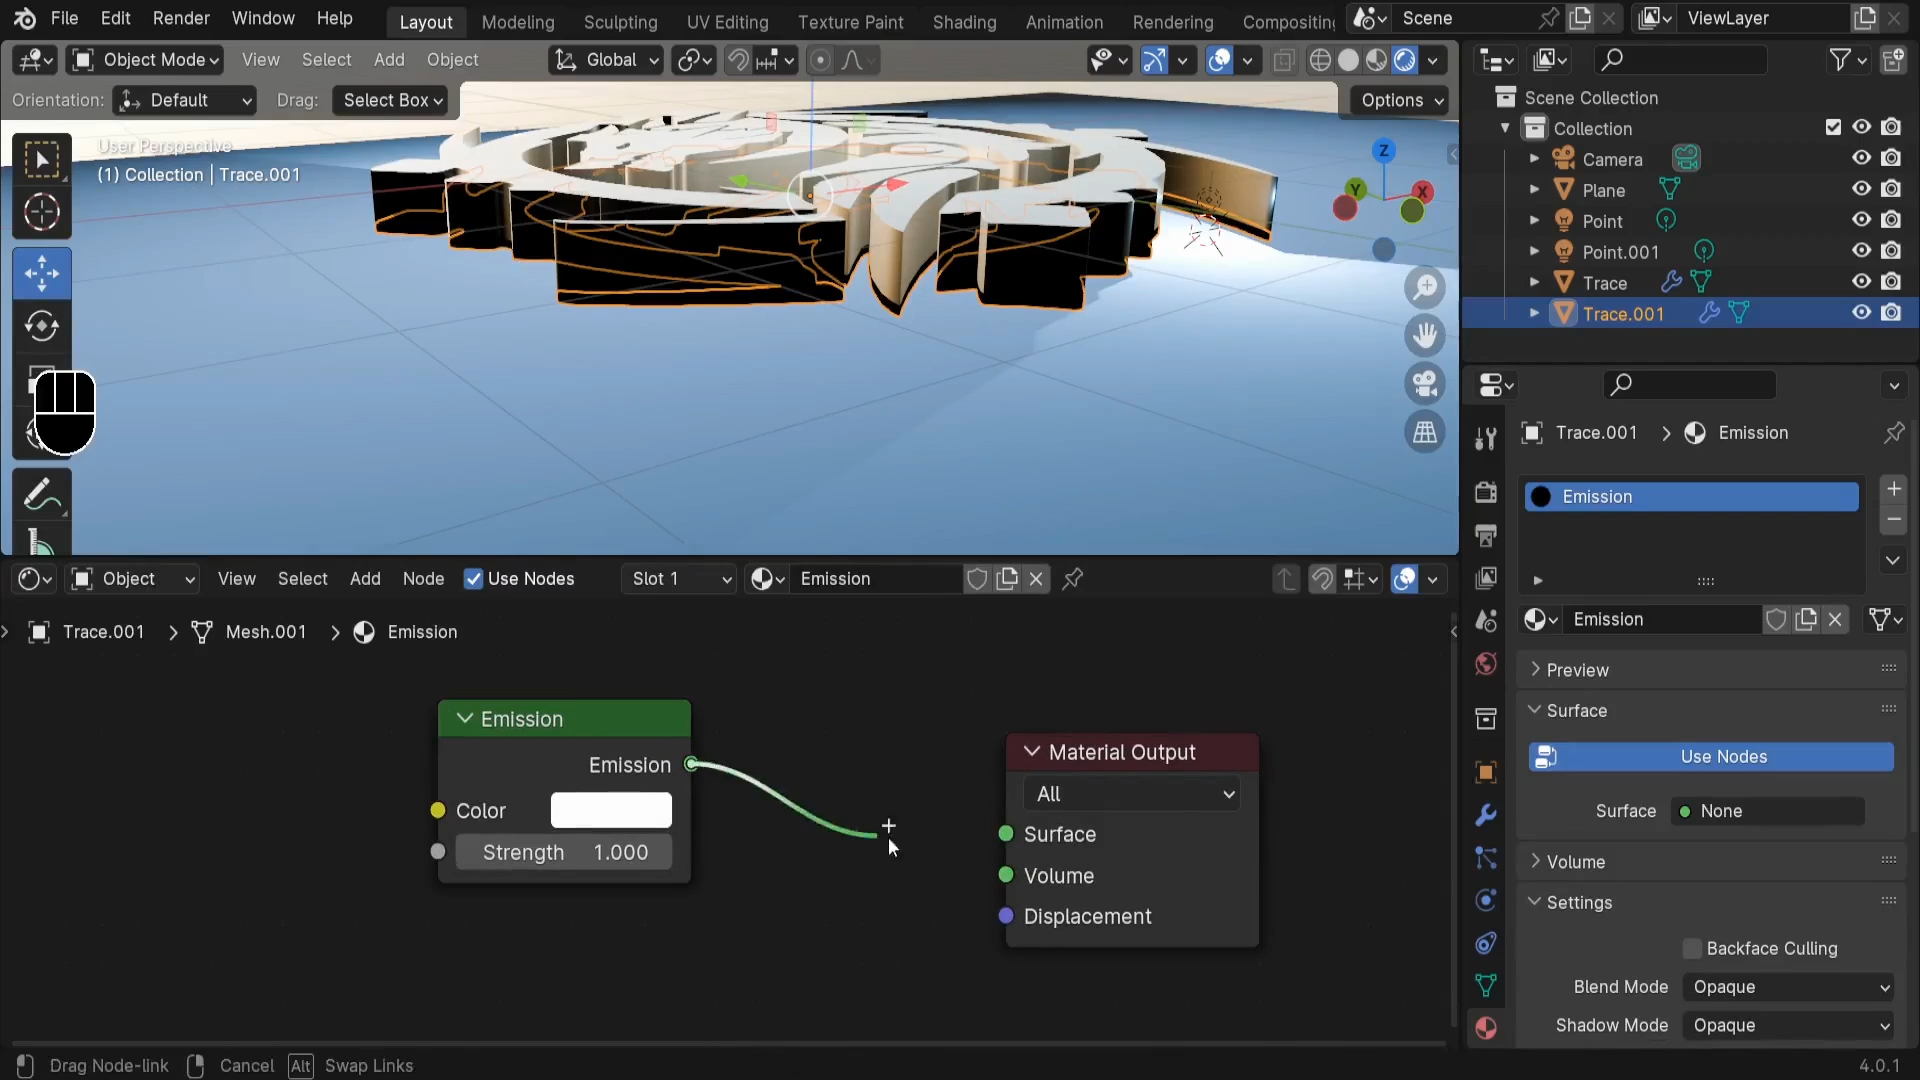 File Edit Render Window Help Layout Modeling Sculpting UV Editing Texture Paint Shading Animation Rendering Compositing Scene ViewLayer
Object Mode View Select Add Object Global
Orientation: Default Drag: Select Box Options
User Perspective
(1) Collection | Trace.001
Z
Y
X
Scene Collection
Collection
Camera
Plane
Point
Point.001
Trace
Trace.001
Trace.001 > Emission
Emission
Emission
Preview
Surface
Use Nodes
Surface None
Volume
Settings
Backface Culling
Blend Mode Opaque
Shadow Mode Opaque
Object View Select Add Node Use Nodes Slot 1 Emission
Trace.001 > Mesh.001 > Emission
Emission
Emission
Color
Strength 1.000
Material Output
All
Surface
Volume
Displacement
Drag Node-link Cancel Alt Swap Links 4.0.1